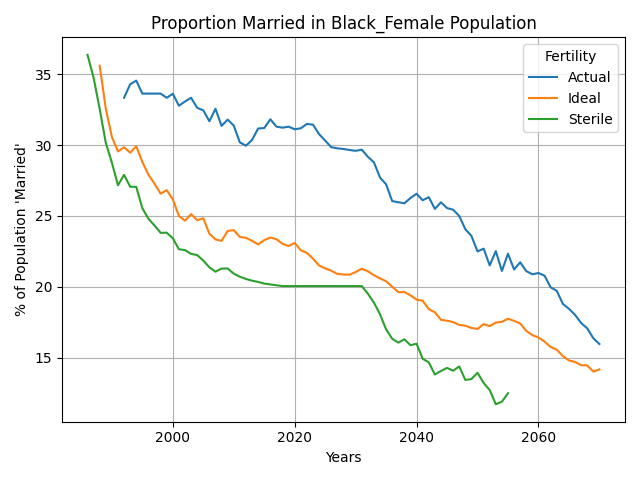 Proportion Married in Black_Female Population
% of Population 'Married'
35
30
25
20
15
2000
2020
2040
2060
Years
Fertility
Actual
Ideal
Sterile